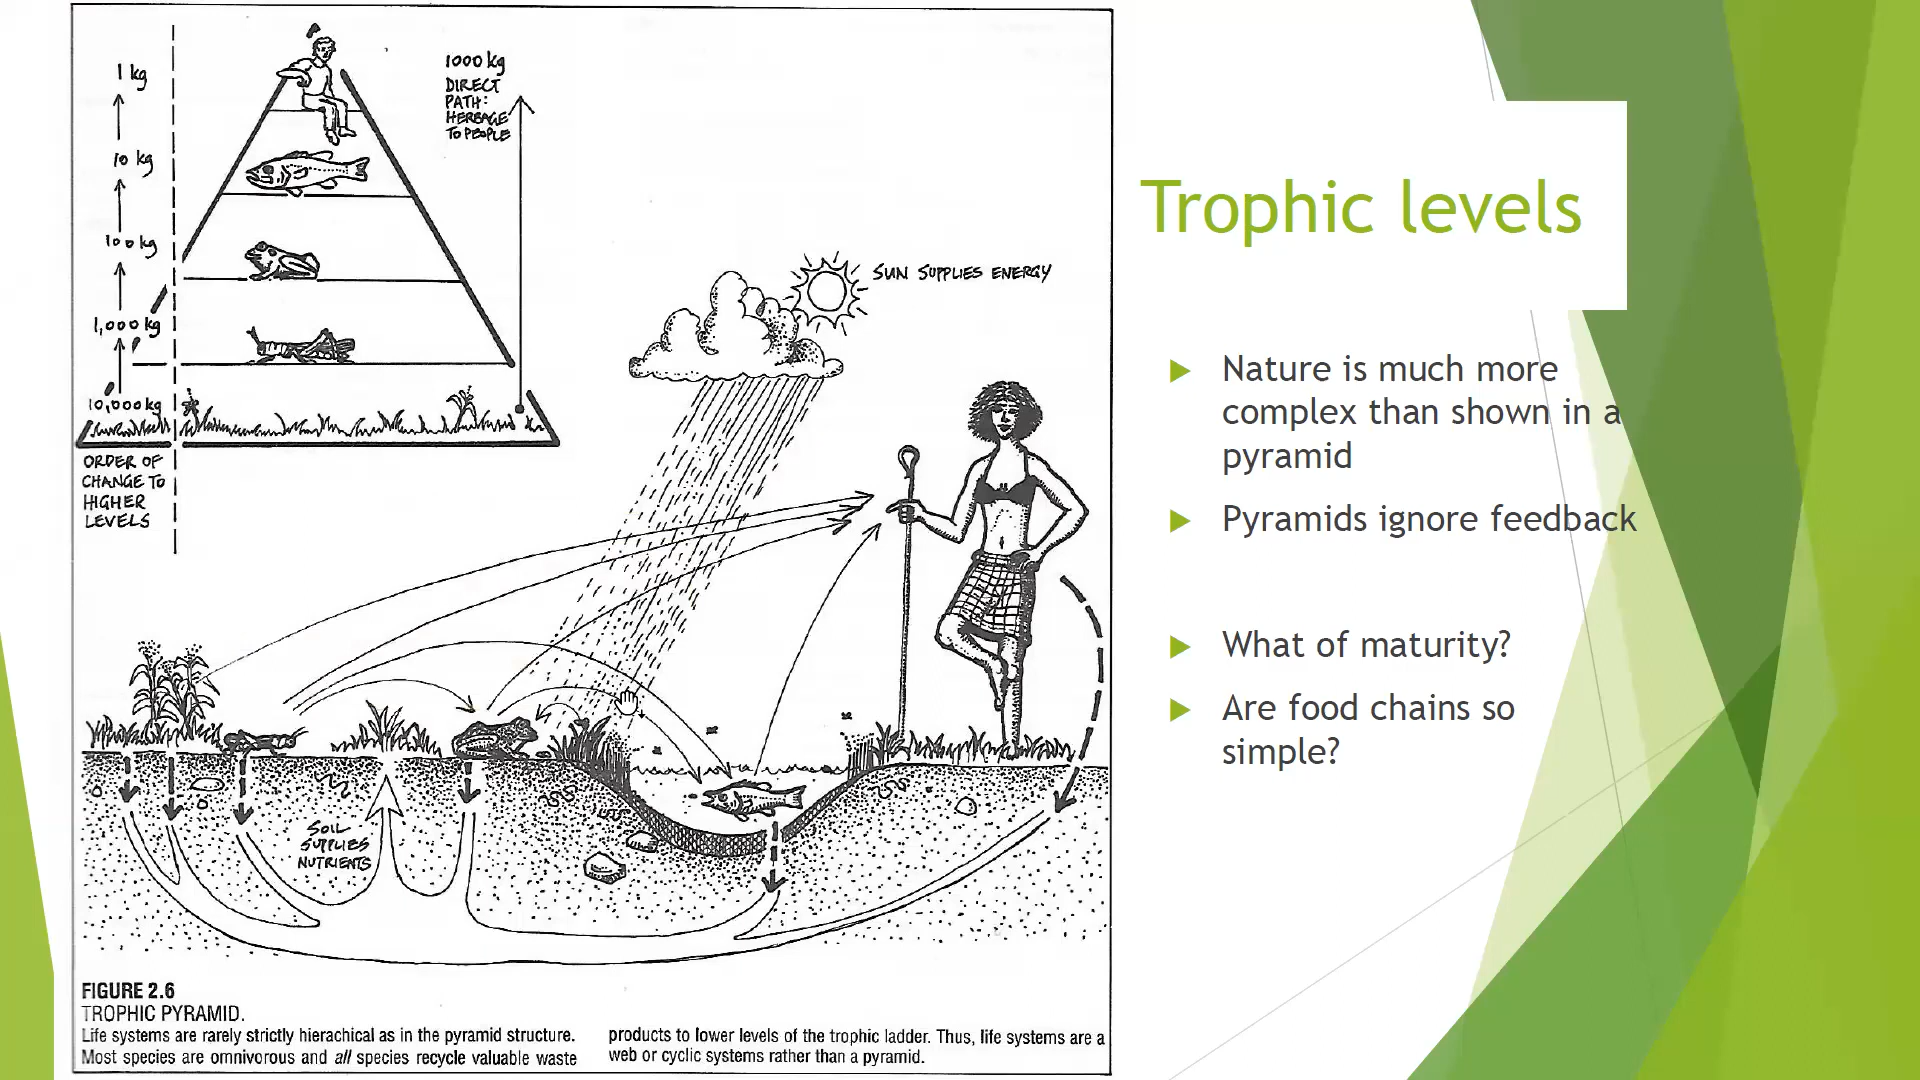 1 kg
10 kg
100 kg
1,000 kg
10,000 kg
ORDER OF
CHANGE TO
HIGHER
LEVELS
1000 kg
DIRECT
PATH:
HERBAGE
TO PEOPLE
SUN SUPPLIES ENERGY
SOIL
SUPPLIES
NUTRIENTS
FIGURE 2.6
TROPHIC PYRAMID.
Life systems are rarely strictly hierachical as in the pyramid structure.
Most species are omnivorous and all species recycle valuable waste
products to lower levels of the trophic ladder. Thus, life systems are a
web or cyclic systems rather than a pyramid.
Trophic levels
Nature is much more
complex than shown in a
pyramid
Pyramids ignore feedback
What of maturity?
Are food chains so
simple?